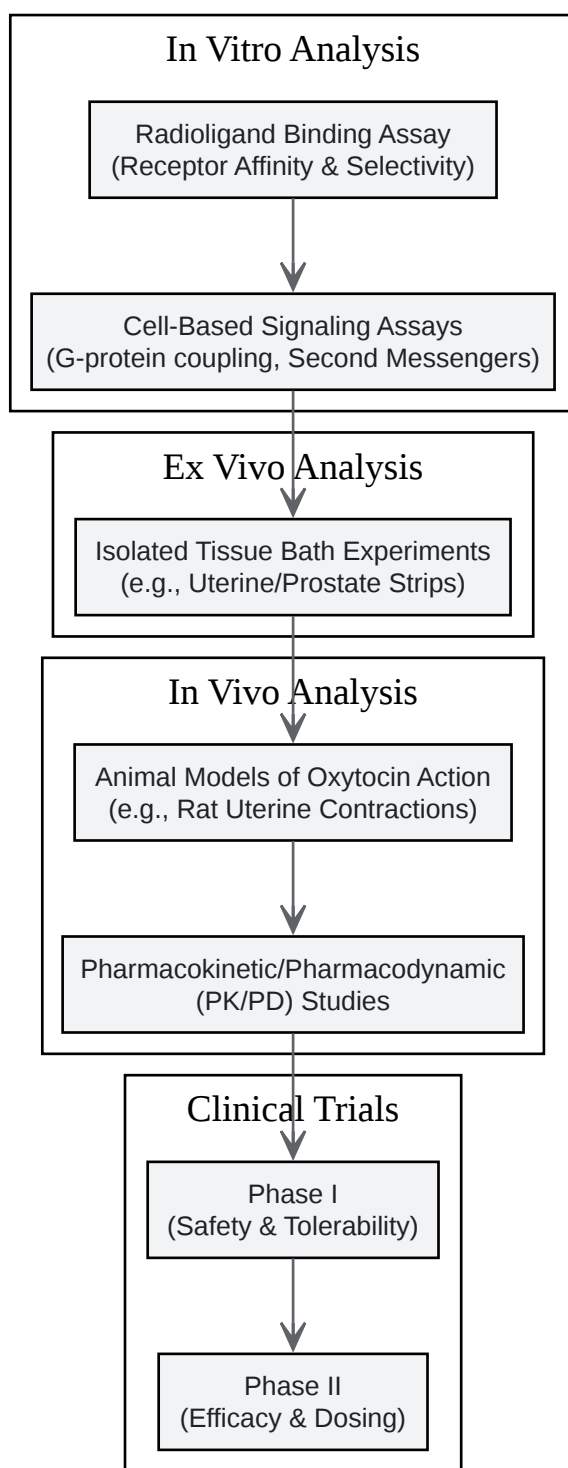 In Vitro Analysis
Radioligand Binding Assay
(Receptor Affinity & Selectivity)
Cell-Based Signaling Assays
(G-protein coupling, Second Messengers)
Ex Vivo Analysis
Isolated Tissue Bath Experiments
(e.g., Uterine/Prostate Strips)
In Vivo Analysis
Animal Models of Oxytocin Action
(e.g., Rat Uterine Contractions)
Pharmacokinetic/Pharmacodynamic
(PK/PD) Studies
Clinical Trials
Phase I
(Safety & Tolerability)
Phase II
(Efficacy & Dosing)